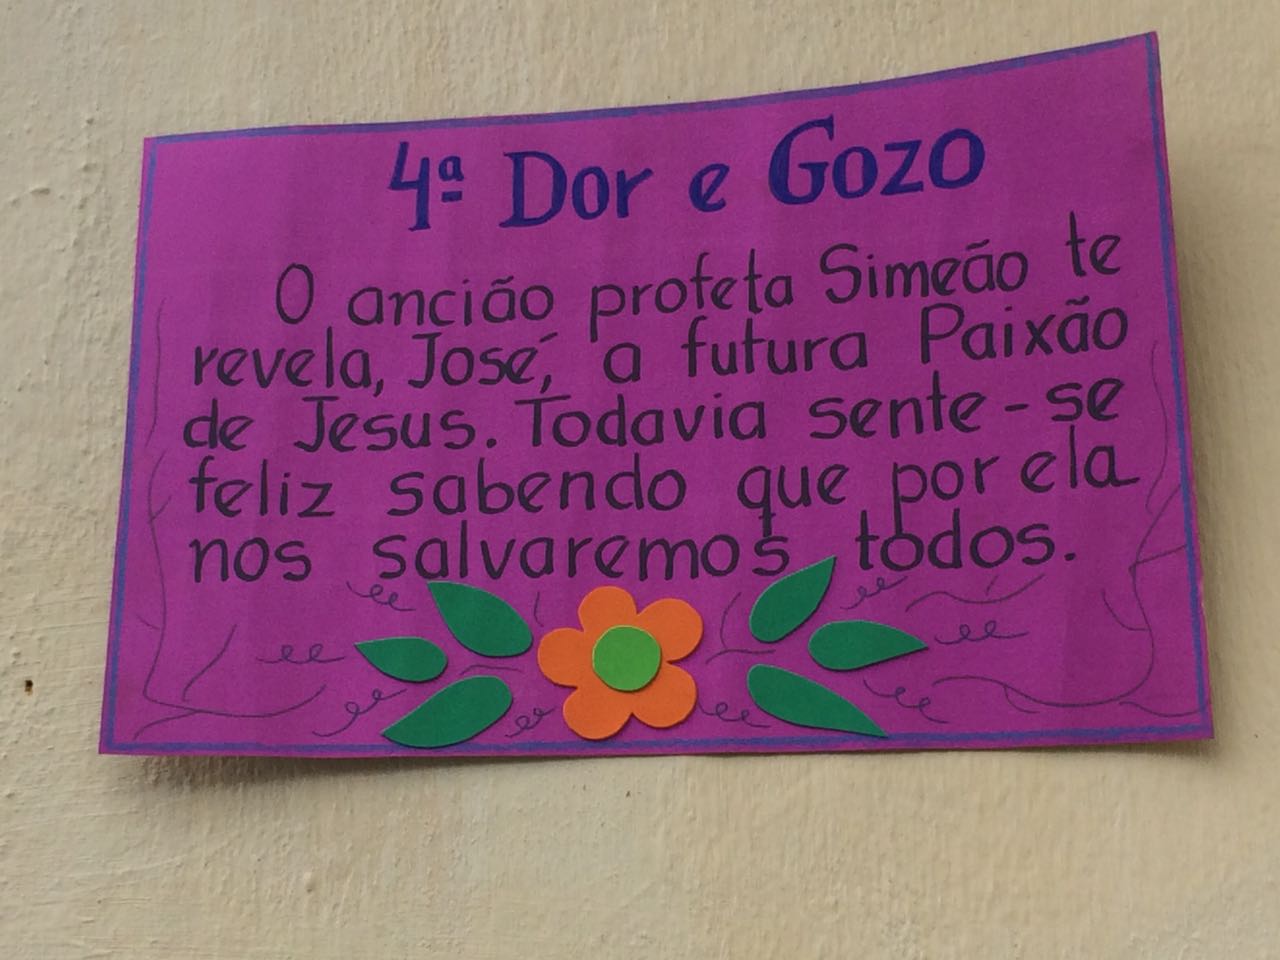 4ª Dor e Gozo
O ancião profeta Simeão te
revela, José, a futura Paixão
de Jesus. Todavia sente-se
feliz sabendo que por ela
nos salvaremos todos.